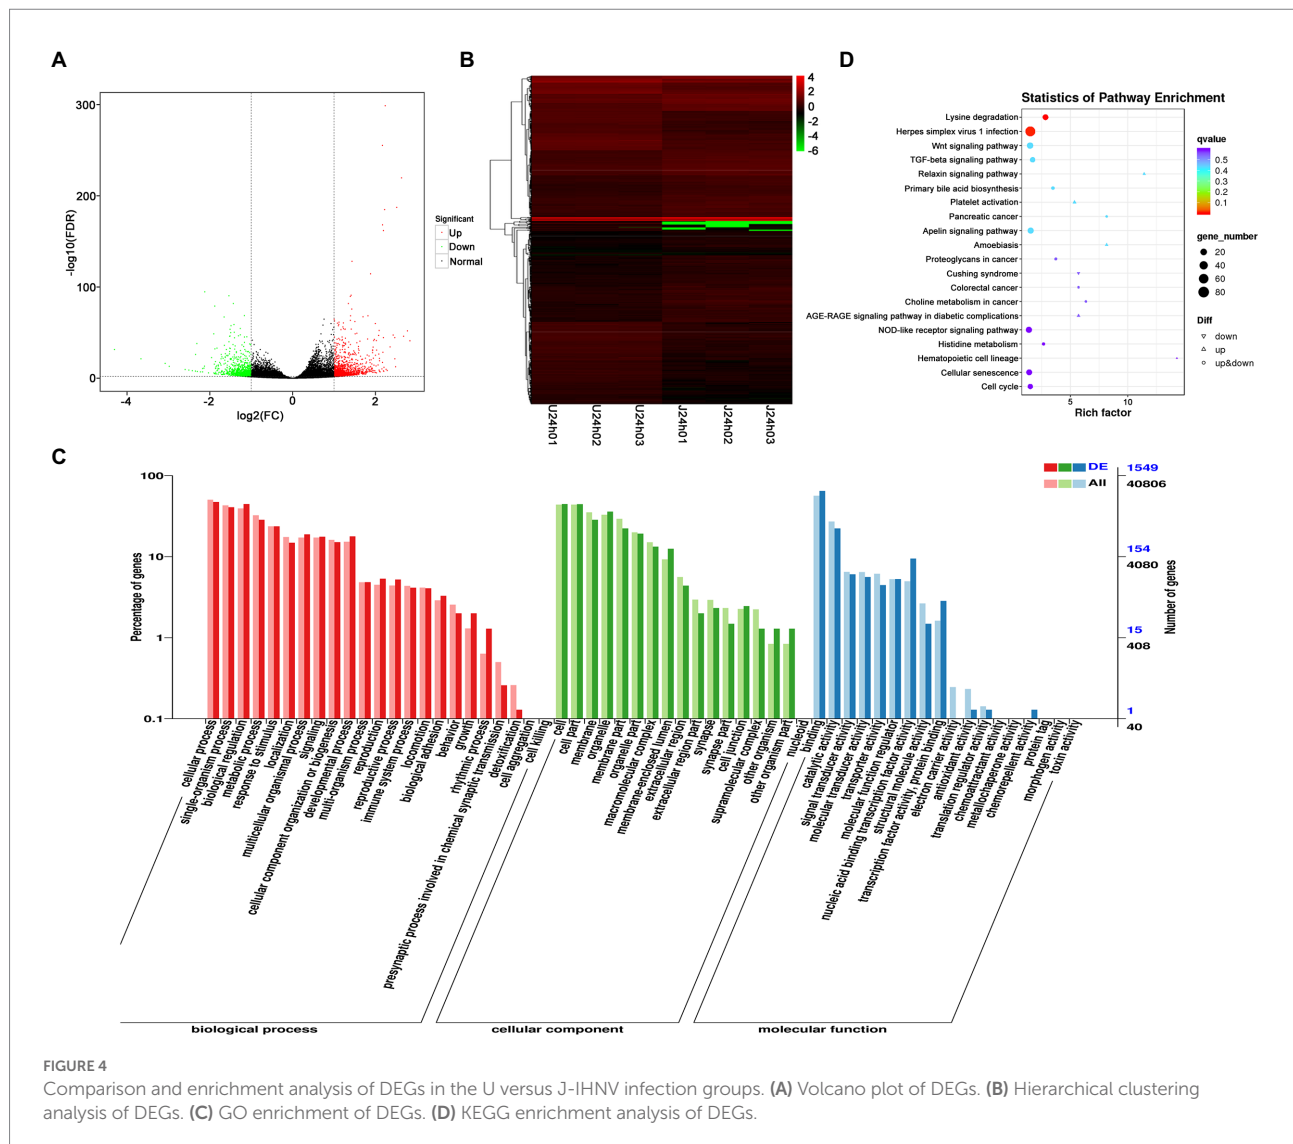 A
B
D
300
200
100
0
-4
-2
0
2
-log10(FDR)
log2(FC)
Significant
Up
Down
Normal
4
2
0
-2
-4
-6
U24h01
U24h02
U24h03
J24h01
J24h02
J24h03
Statistics of Pathway Enrichment
Lysine degradation
Herpes simplex virus 1 infection
Wnt signaling pathway
TGF-beta signaling pathway
Relaxin signaling pathway
Primary bile acid biosynthesis
Platelet activation
Pancreatic cancer
Apelin signaling pathway
Amoebiasis
Proteoglycans in cancer
Cushing syndrome
Colorectal cancer
Choline metabolism in cancer
AGE-RAGE signaling pathway in diabetic complications
NOD-like receptor signaling pathway
Histidine metabolism
Hematopoietic cell lineage
Cellular senescence
Cell cycle
5
10
Rich factor
qvalue
0.5
0.4
0.3
0.2
0.1
gene_number
20
40
60
80
Diff
down
up
up&down
C
100
10
1
0.1
Percentage of genes
DE
All
1549
40806
154
4080
15
408
1
40
Number of genes
cellular process
single-organism process
biological regulation
metabolic process
response to stimulus
localization
multicellular organismal process
signaling
cellular component organization or biogenesis
developmental process
multi-organism process
reproduction
reproductive process
immune system process
locomotion
biological adhesion
behavior
growth
rhythmic process
presynaptic process involved in chemical synaptic transmission
detoxification
cell aggregation
cell killing
cell
cell part
membrane
organelle
membrane part
organelle part
macromolecular complex
membrane-enclosed lumen
extracellular region
extracellular region part
synapse
synapse part
cell junction
supramolecular complex
other organism
other organism part
nucleoid
binding
catalytic activity
signal transducer activity
molecular transducer activity
transporter activity
molecular function regulator
nucleic acid binding transcription factor activity
structural molecule activity
transcription factor activity, protein binding
electron carrier activity
antioxidant activity
translation regulator activity
chemoattractant activity
metallochaperone activity
chemorepellent activity
protein tag
morphogen activity
toxin activity
biological process
cellular component
molecular function
FIGURE 4
Comparison and enrichment analysis of DEGs in the U versus J-IHNV infection groups. (A) Volcano plot of DEGs. (B) Hierarchical clustering
analysis of DEGs. (C) GO enrichment of DEGs. (D) KEGG enrichment analysis of DEGs.